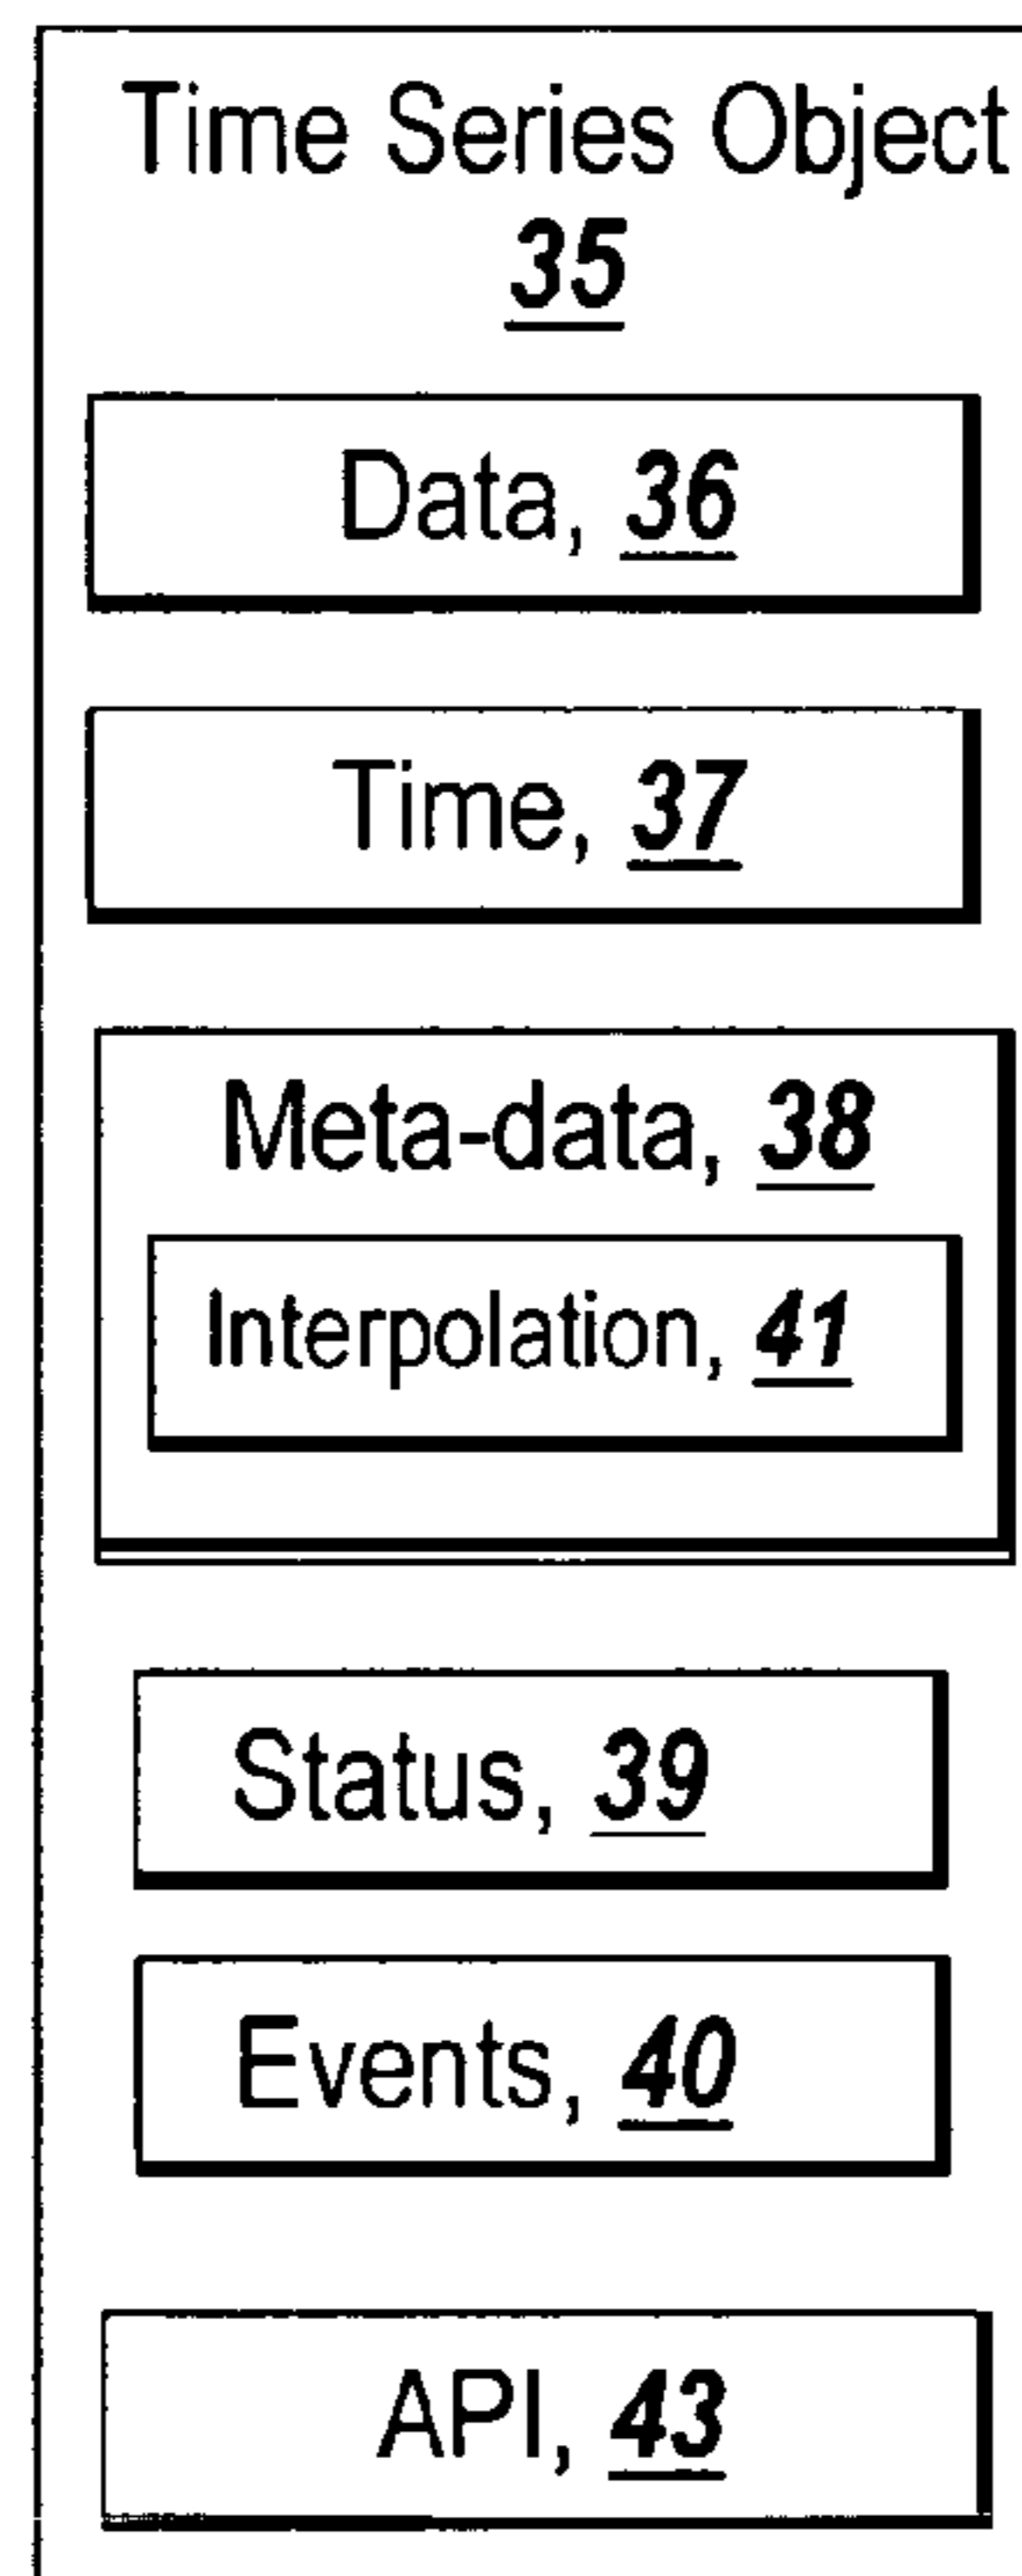 Time Series Object
35
Data, 36
Time, 37
Meta-data, 38
Interpolation, 41
Status, 39
Events, 40
API, 43